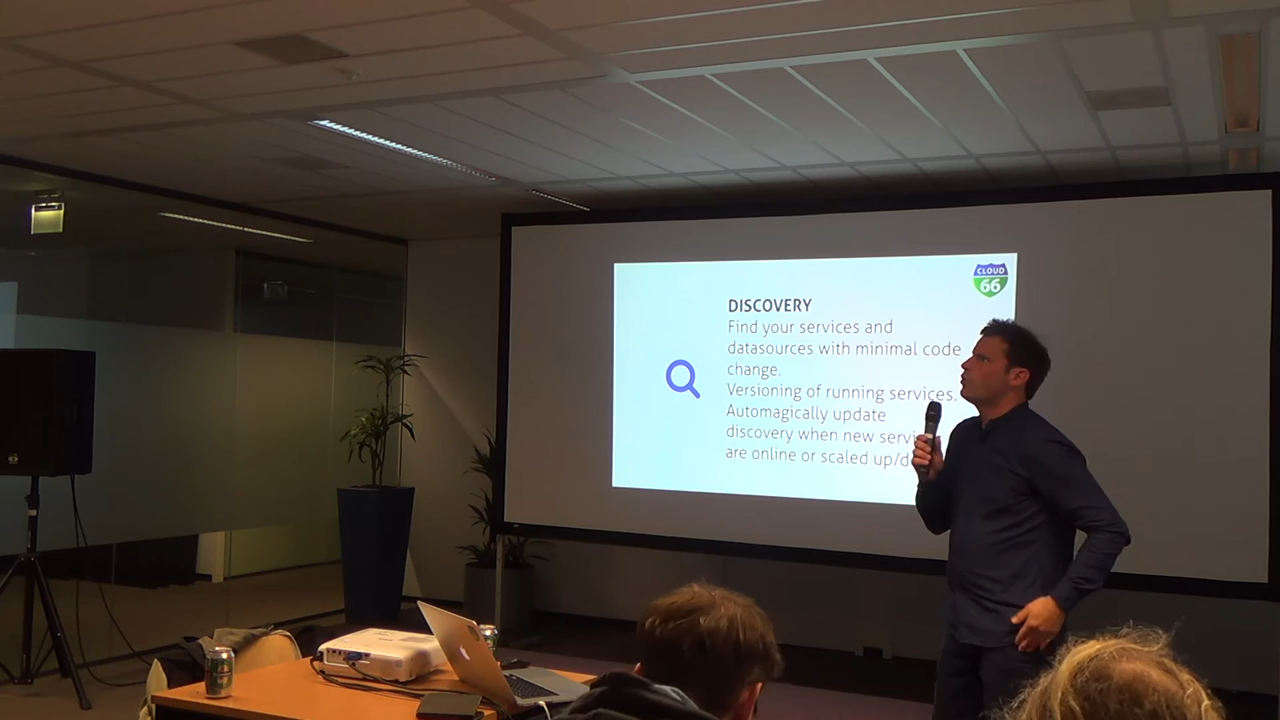 CLOUD
66
DISCOVERY
Find your services and
datasources with minimal code
change.
Versioning of running services.
Automagically update
discovery when new
are online or scaled